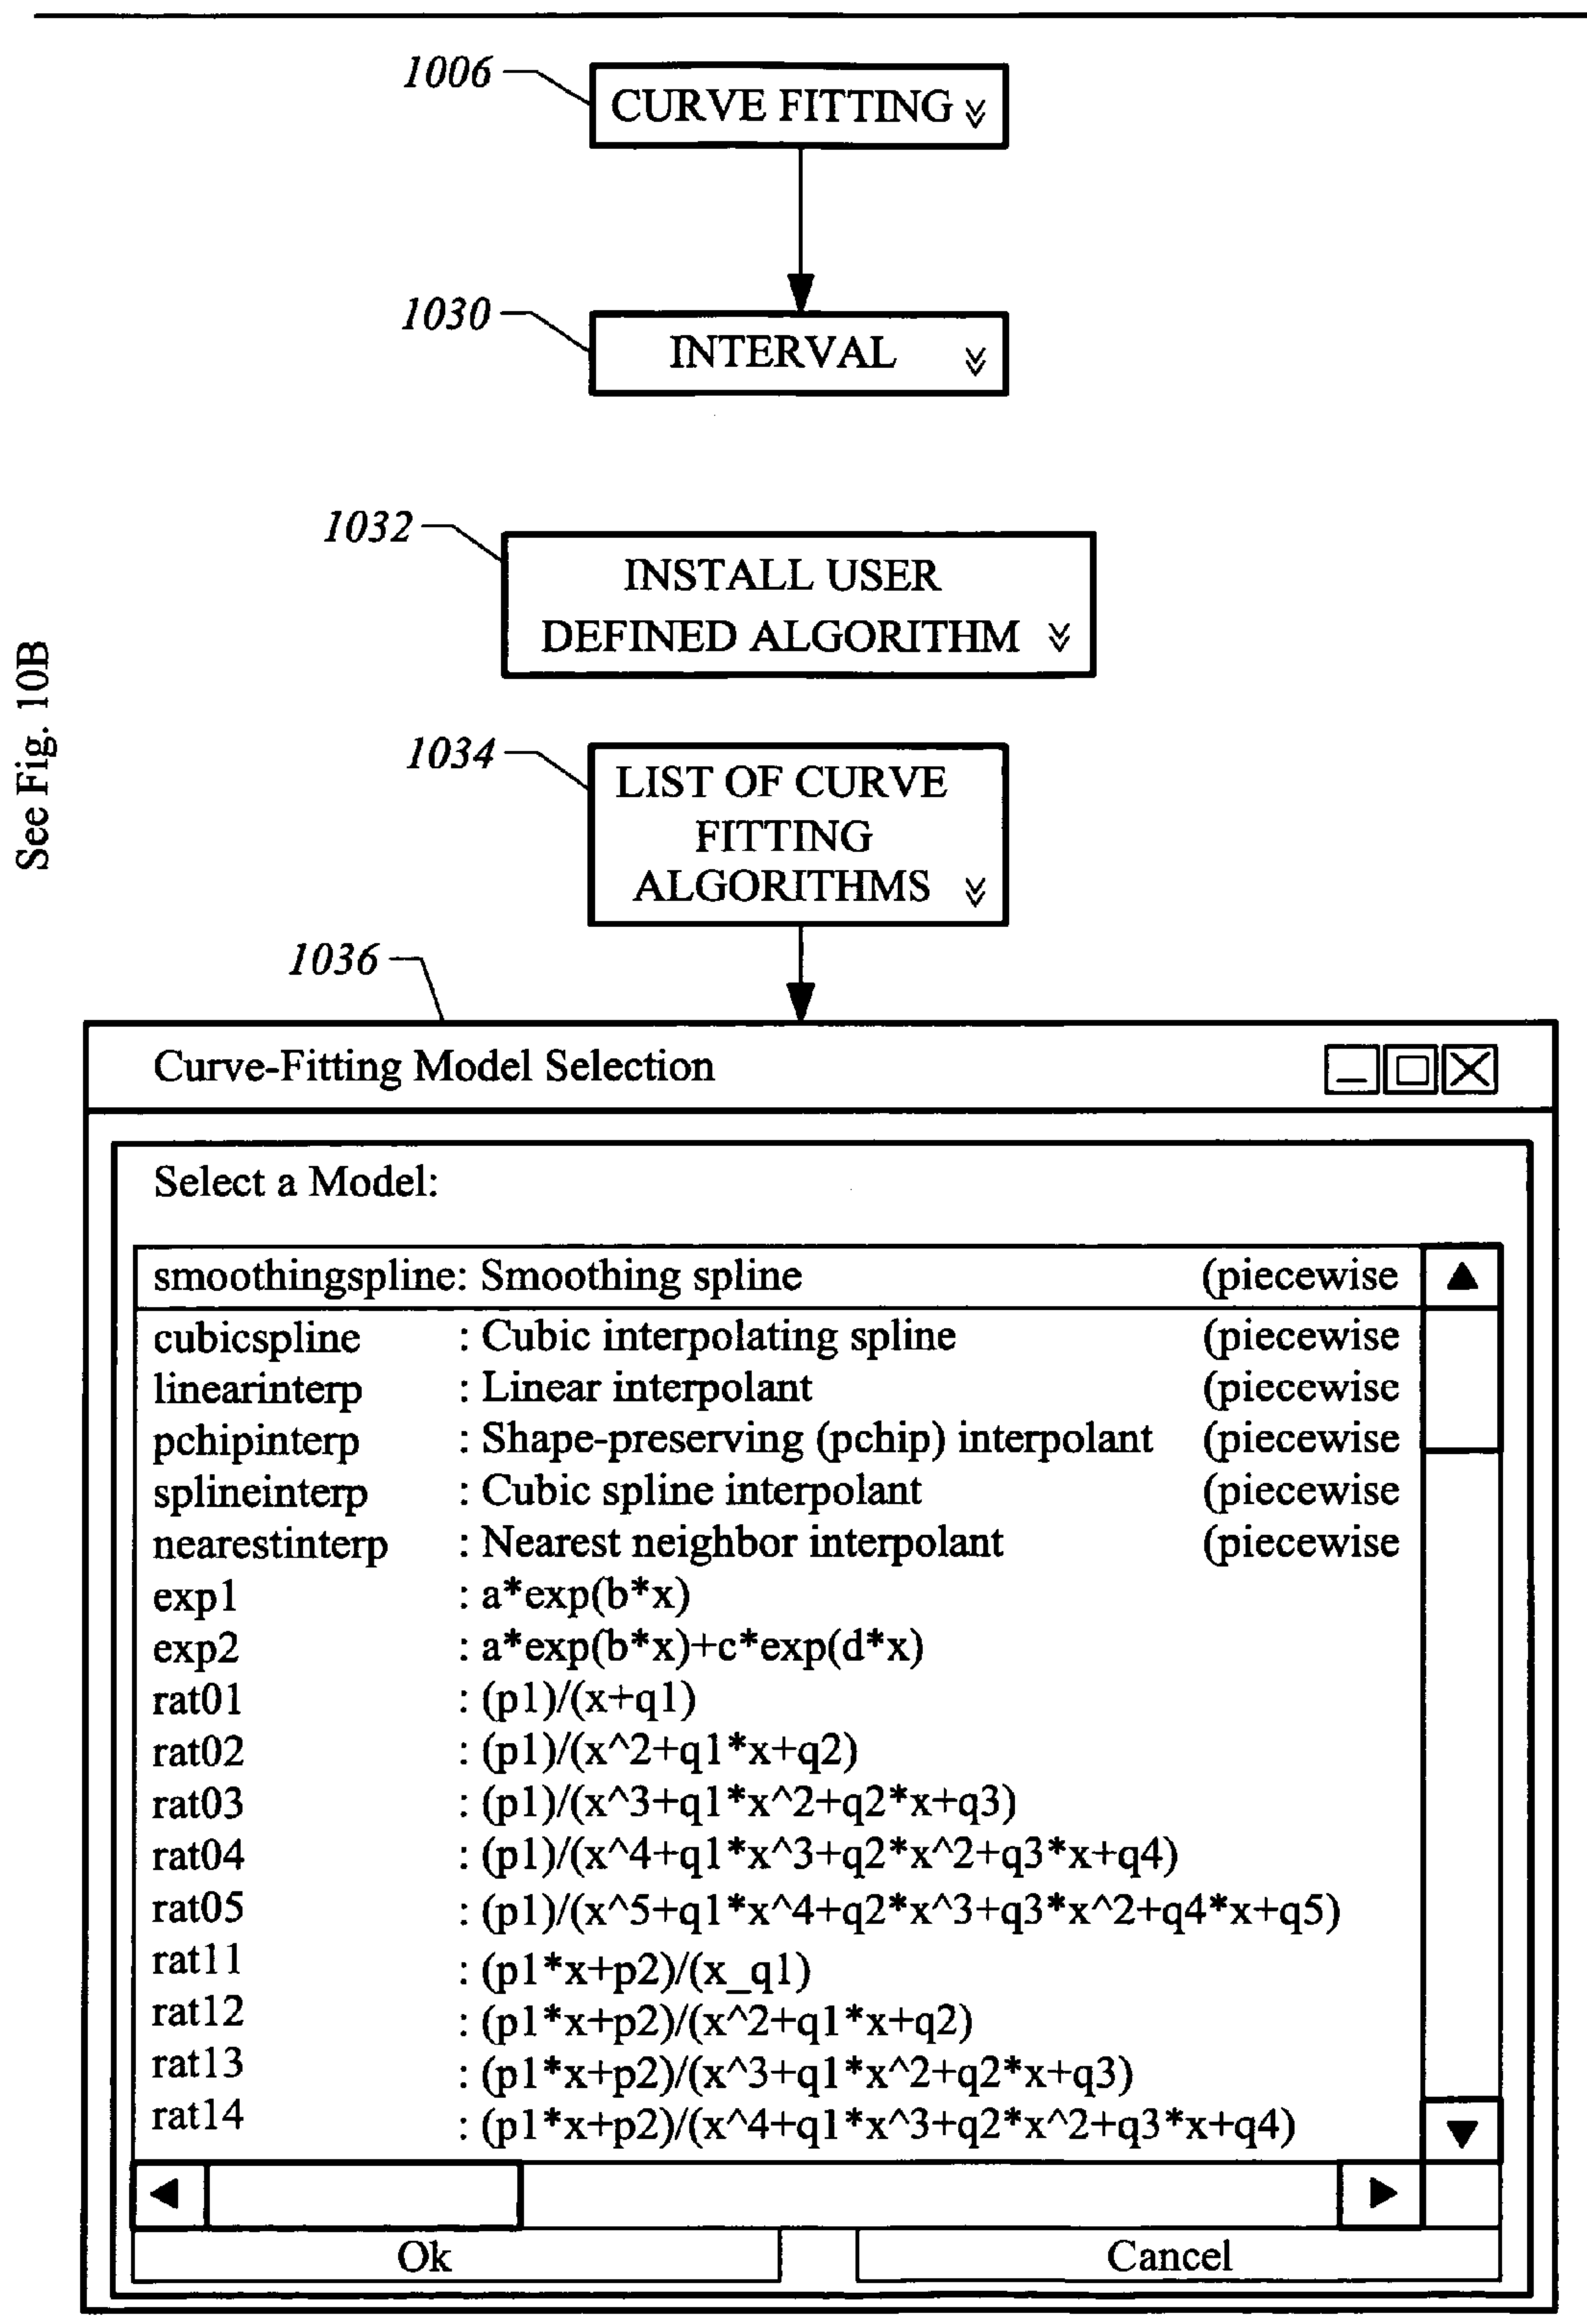 1006
CURVE FITTING
1030
INTERVAL
1032
INSTALL USER
DEFINED ALGORITHM
See Fig. 10B
1034
LIST OF CURVE
FITTING
ALGORITHMS
1036
Curve-Fitting Model Selection
Select a Model:
smoothingspline: Smoothing spline (piecewise
cubicspline : Cubic interpolating spline (piecewise
linearinterp : Linear interpolant (piecewise
pchipinterp : Shape-preserving (pchip) interpolant (piecewise
splineinterp : Cubic spline interpolant (piecewise
nearestinterp : Nearest neighbor interpolant (piecewise
exp1 : a*exp(b*x)
exp2 : a*exp(b*x)+c*exp(d*x)
rat01 : (p1)/(x+q1)
rat02 : (p1)/(x^2+q1*x+q2)
rat03 : (p1)/(x^3+q1*x^2+q2*x+q3)
rat04 : (p1)/(x^4+q1*x^3+q2*x^2+q3*x+q4)
rat05 : (p1)/(x^5+q1*x^4+q2*x^3+q3*x^2+q4*x+q5)
rat11 : (p1*x+p2)/(x_q1)
rat12 : (p1*x+p2)/(x^2+q1*x+q2)
rat13 : (p1*x+p2)/(x^3+q1*x^2+q2*x+q3)
rat14 : (p1*x+p2)/(x^4+q1*x^3+q2*x^2+q3*x+q4)
Ok Cancel